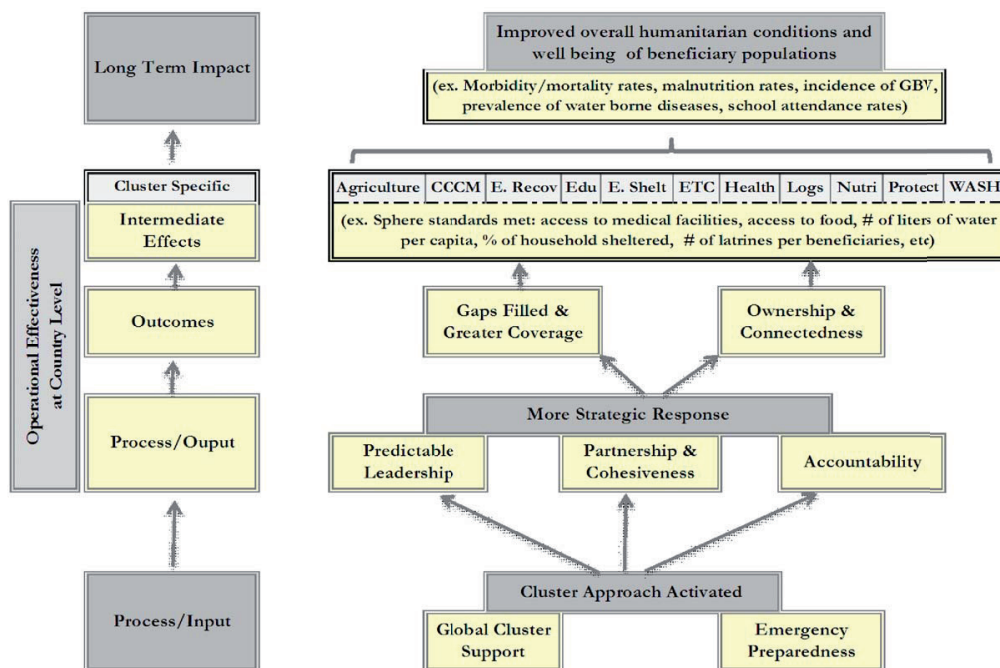 Long Term Impact
Cluster Specific
Intermediate
Effects
Outcomes
Process/Ouput
Process/Input
Operational Effectiveness
at Country Level
Improved overall humanitarian conditions and
well being of beneficiary populations
(ex. Morbidity/mortality rates, malnutrition rates, incidence of GBV,
prevalence of water borne diseases, school attendance rates)
Agriculture CCCM E. Recov Edu E. Shelt ETC Health Logs Nutri Protect WASH
(ex. Sphere standards met: access to medical facilities, access to food, # of liters of water
per capita, % of household sheltered, # of latrines per beneficiaries, etc)
Gaps Filled &
Greater Coverage
Ownership &
Connectedness
More Strategic Response
Predictable
Leadership
Partnership &
Cohesiveness
Accountability
Cluster Approach Activated
Global Cluster
Support
Emergency
Preparedness